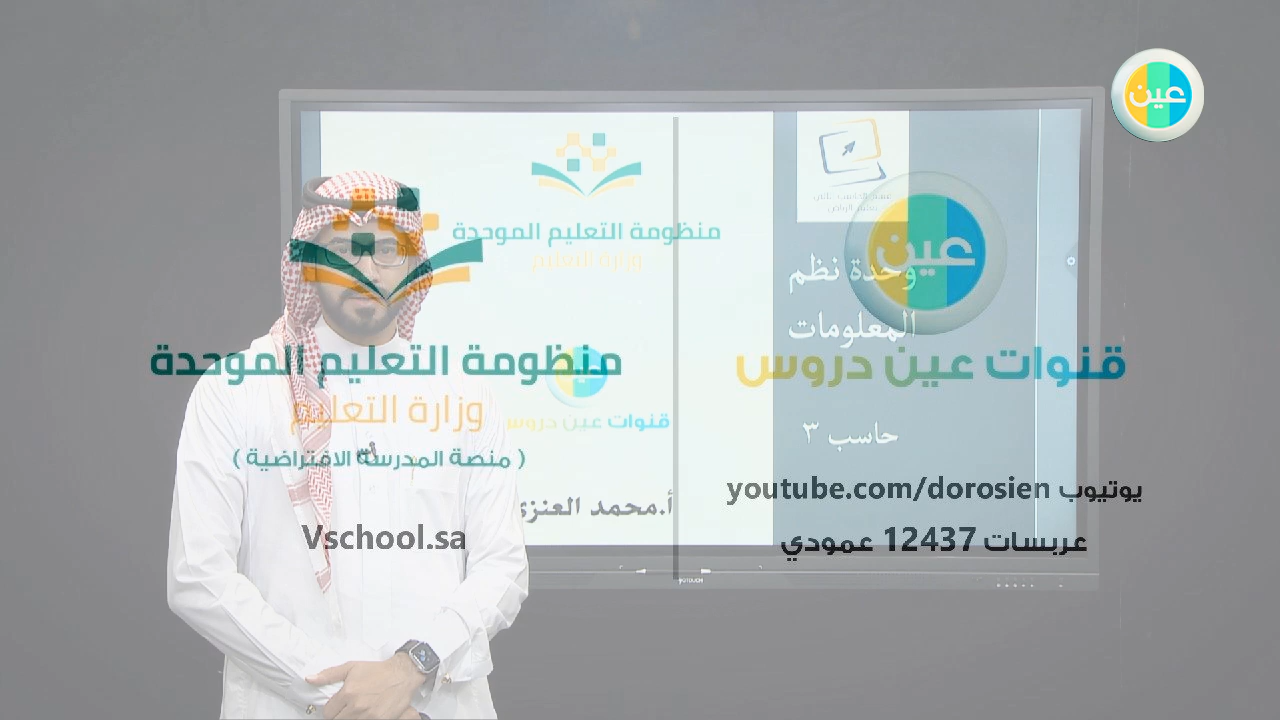 عين
منظومة التعليم الموحدة
وزارة التعليم
عين
وحدة نظم
المعلومات
منظومة التعليم الموحدة
وزارة التعليم
( منصة المدرسة الافتراضية )
Vschool.sa
قنوات عين دروس
قنوات عين دروس
حاسب ٣
يوتيوب youtube.com/dorosien
عربسات 12437 عمودي
أ.محمد العنزي